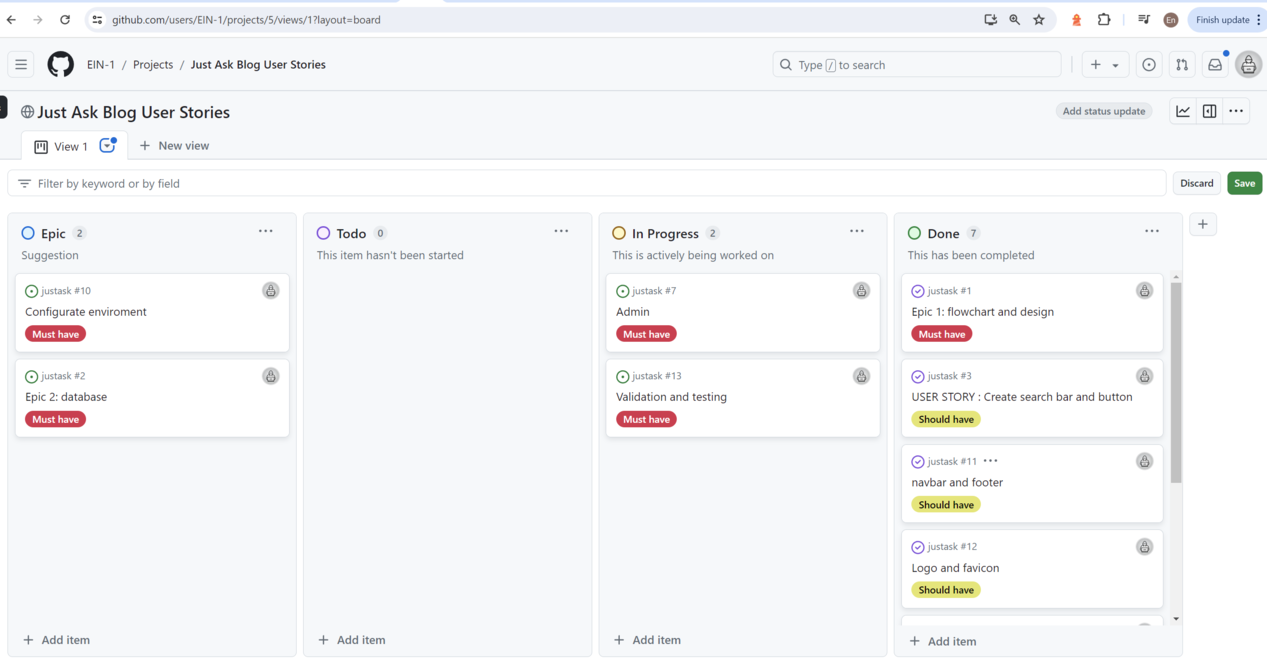 github.com/users/EIN-1/projects/5/views/1?layout=board
En
Finish update
EIN-1 / Projects / Just Ask Blog User Stories
Type / to search
Just Ask Blog User Stories
Add status update
View 1
New view
Filter by keyword or by field
Discard
Save
Epic 2
Suggestion
justask #10
Configurate enviroment
Must have
justask #2
Epic 2: database
Must have
Add item
Todo 0
This item hasn't been started
Add item
In Progress 2
This is actively being worked on
justask #7
Admin
Must have
justask #13
Validation and testing
Must have
Add item
Done 7
This has been completed
justask #1
Epic 1: flowchart and design
Must have
justask #3
USER STORY : Create search bar and button
Should have
justask #11
navbar and footer
Should have
justask #12
Logo and favicon
Should have
Add item